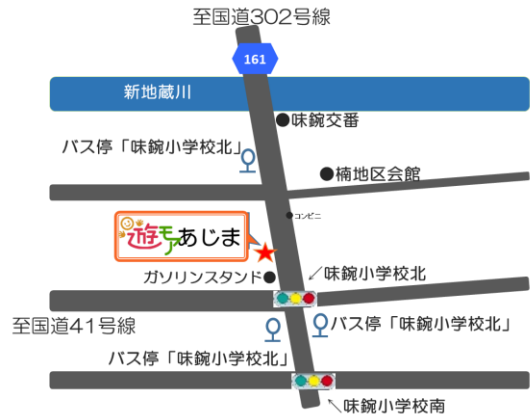 至国道302号線
161
新地蔵川
味鋺交番
バス停「味鋺小学校北」
楠地区会館
コンビニ
遊モアあじま
ガソリンスタンド
味鋺小学校北
至国道41号線
バス停「味鋺小学校北」
バス停「味鋺小学校北」
味鋺小学校南